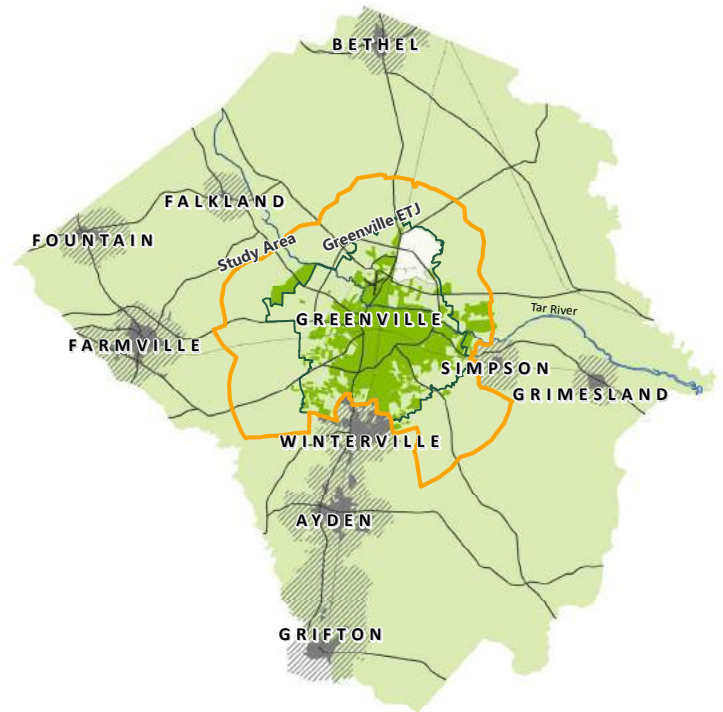 BETHEL
FALKLAND
FOUNTAIN
Study Area
Greenville ETJ
Tar River
GREENVILLE
FARMVILLE
SIMPSON
GRIMESLAND
WINTERVILLE
AYDEN
GRIFTON